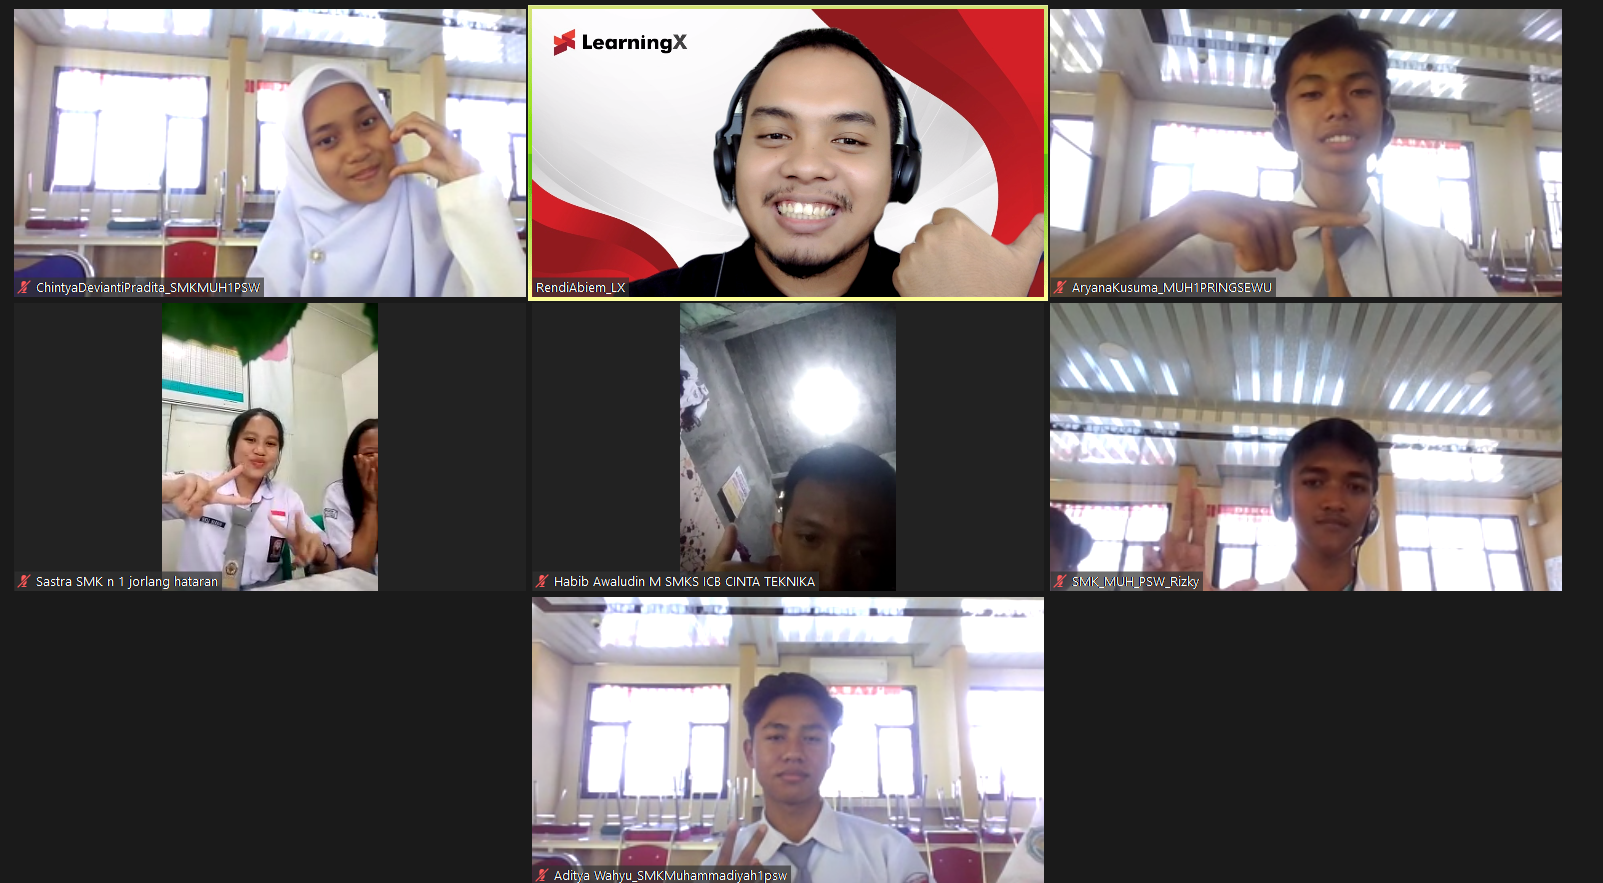 LearningX
ChintyaDeviantiPradita_SMKMUH1PSW
RendiAbiem_LX
AryanaKusuma_MUH1PRINGSEWU
Sastra SMK n 1 jorlang hataran
Habib Awaludin M SMKS ICB CINTA TEKNIKA
SMK_MUH_PSW_Rizky
Aditya Wahyu_SMKMuhammadiyah1psw